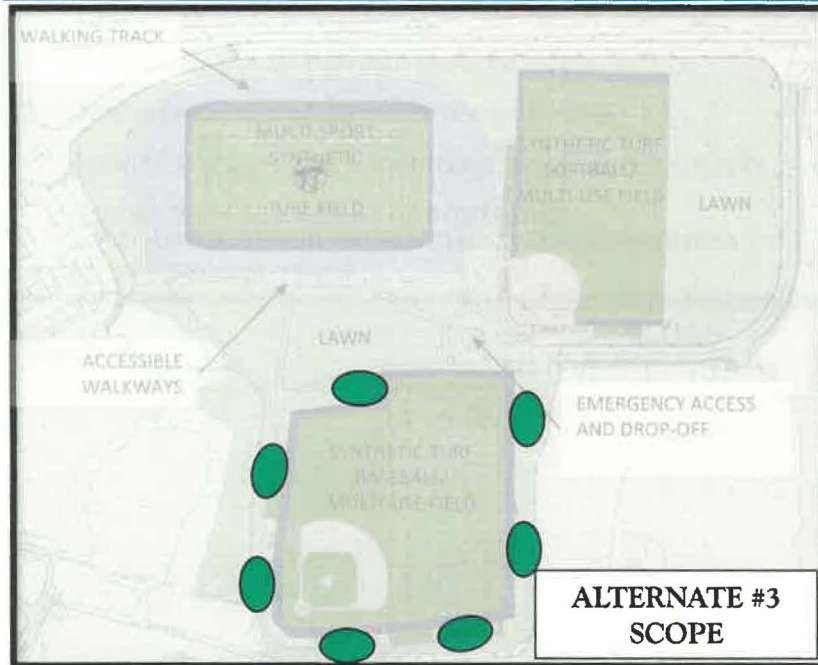 WALKING TRACK
MULTI-SPORT
SYNTHETIC
FUTURE FIELD
SYNTHETIC TURF
SOFTBALL/
MULTI-USE FIELD
LAWN
LAWN
ACCESSIBLE
WALKWAYS
EMERGENCY ACCESS
AND DROP-OFF
SYNTHETIC TURF
BASEBALL/
MULTI USE FIELD
ALTERNATE #3
SCOPE